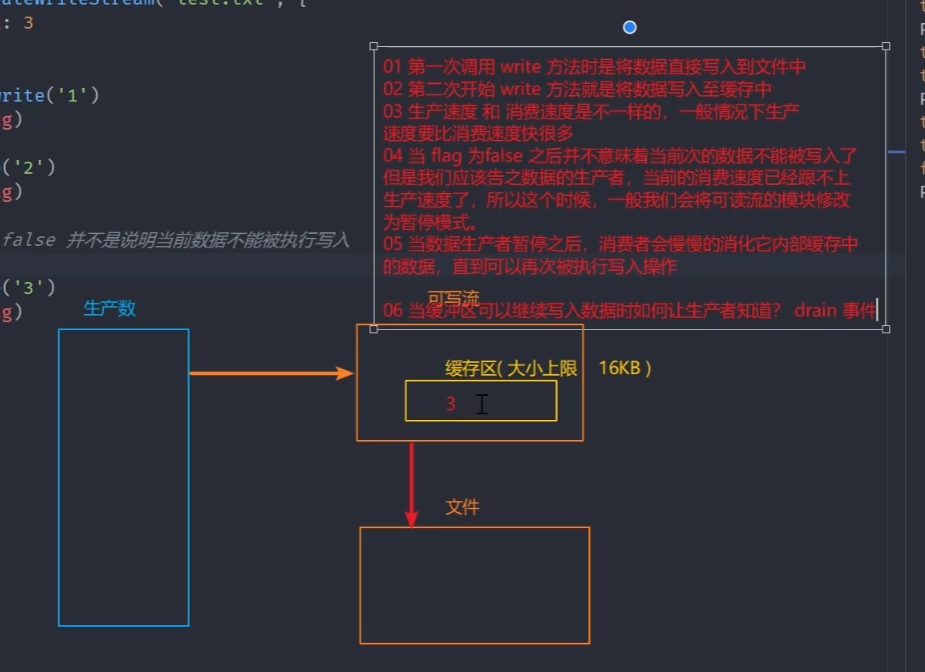 ateWriteStream('test.txt', {
: 3
write('1')
g)
('2')
g)
false 并不是说明当前数据不能被执行写入
('3')
g)
01 第一次调用 write 方法时是将数据直接写入到文件中
02 第二次开始 write 方法就是将数据写入至缓存中
03 生产速度 和 消费速度是不一样的，一般情况下生产
速度要比消费速度快很多
04 当 flag 为false 之后并不意味着当前次的数据不能被写入了
但是我们应该告之数据的生产者，当前的消费速度已经跟不上
生产速度了，所以这个时候，一般我们会将可读流的模块修改
为暂停模式。
05 当数据生产者暂停之后，消费者会慢慢的消化它内部缓存中
的数据，直到可以再次被执行写入操作
06 当缓冲区可以继续写入数据时如何让生产者知道？ drain 事件
生产数
可写流
缓存区( 大小上限 16KB )
3
文件